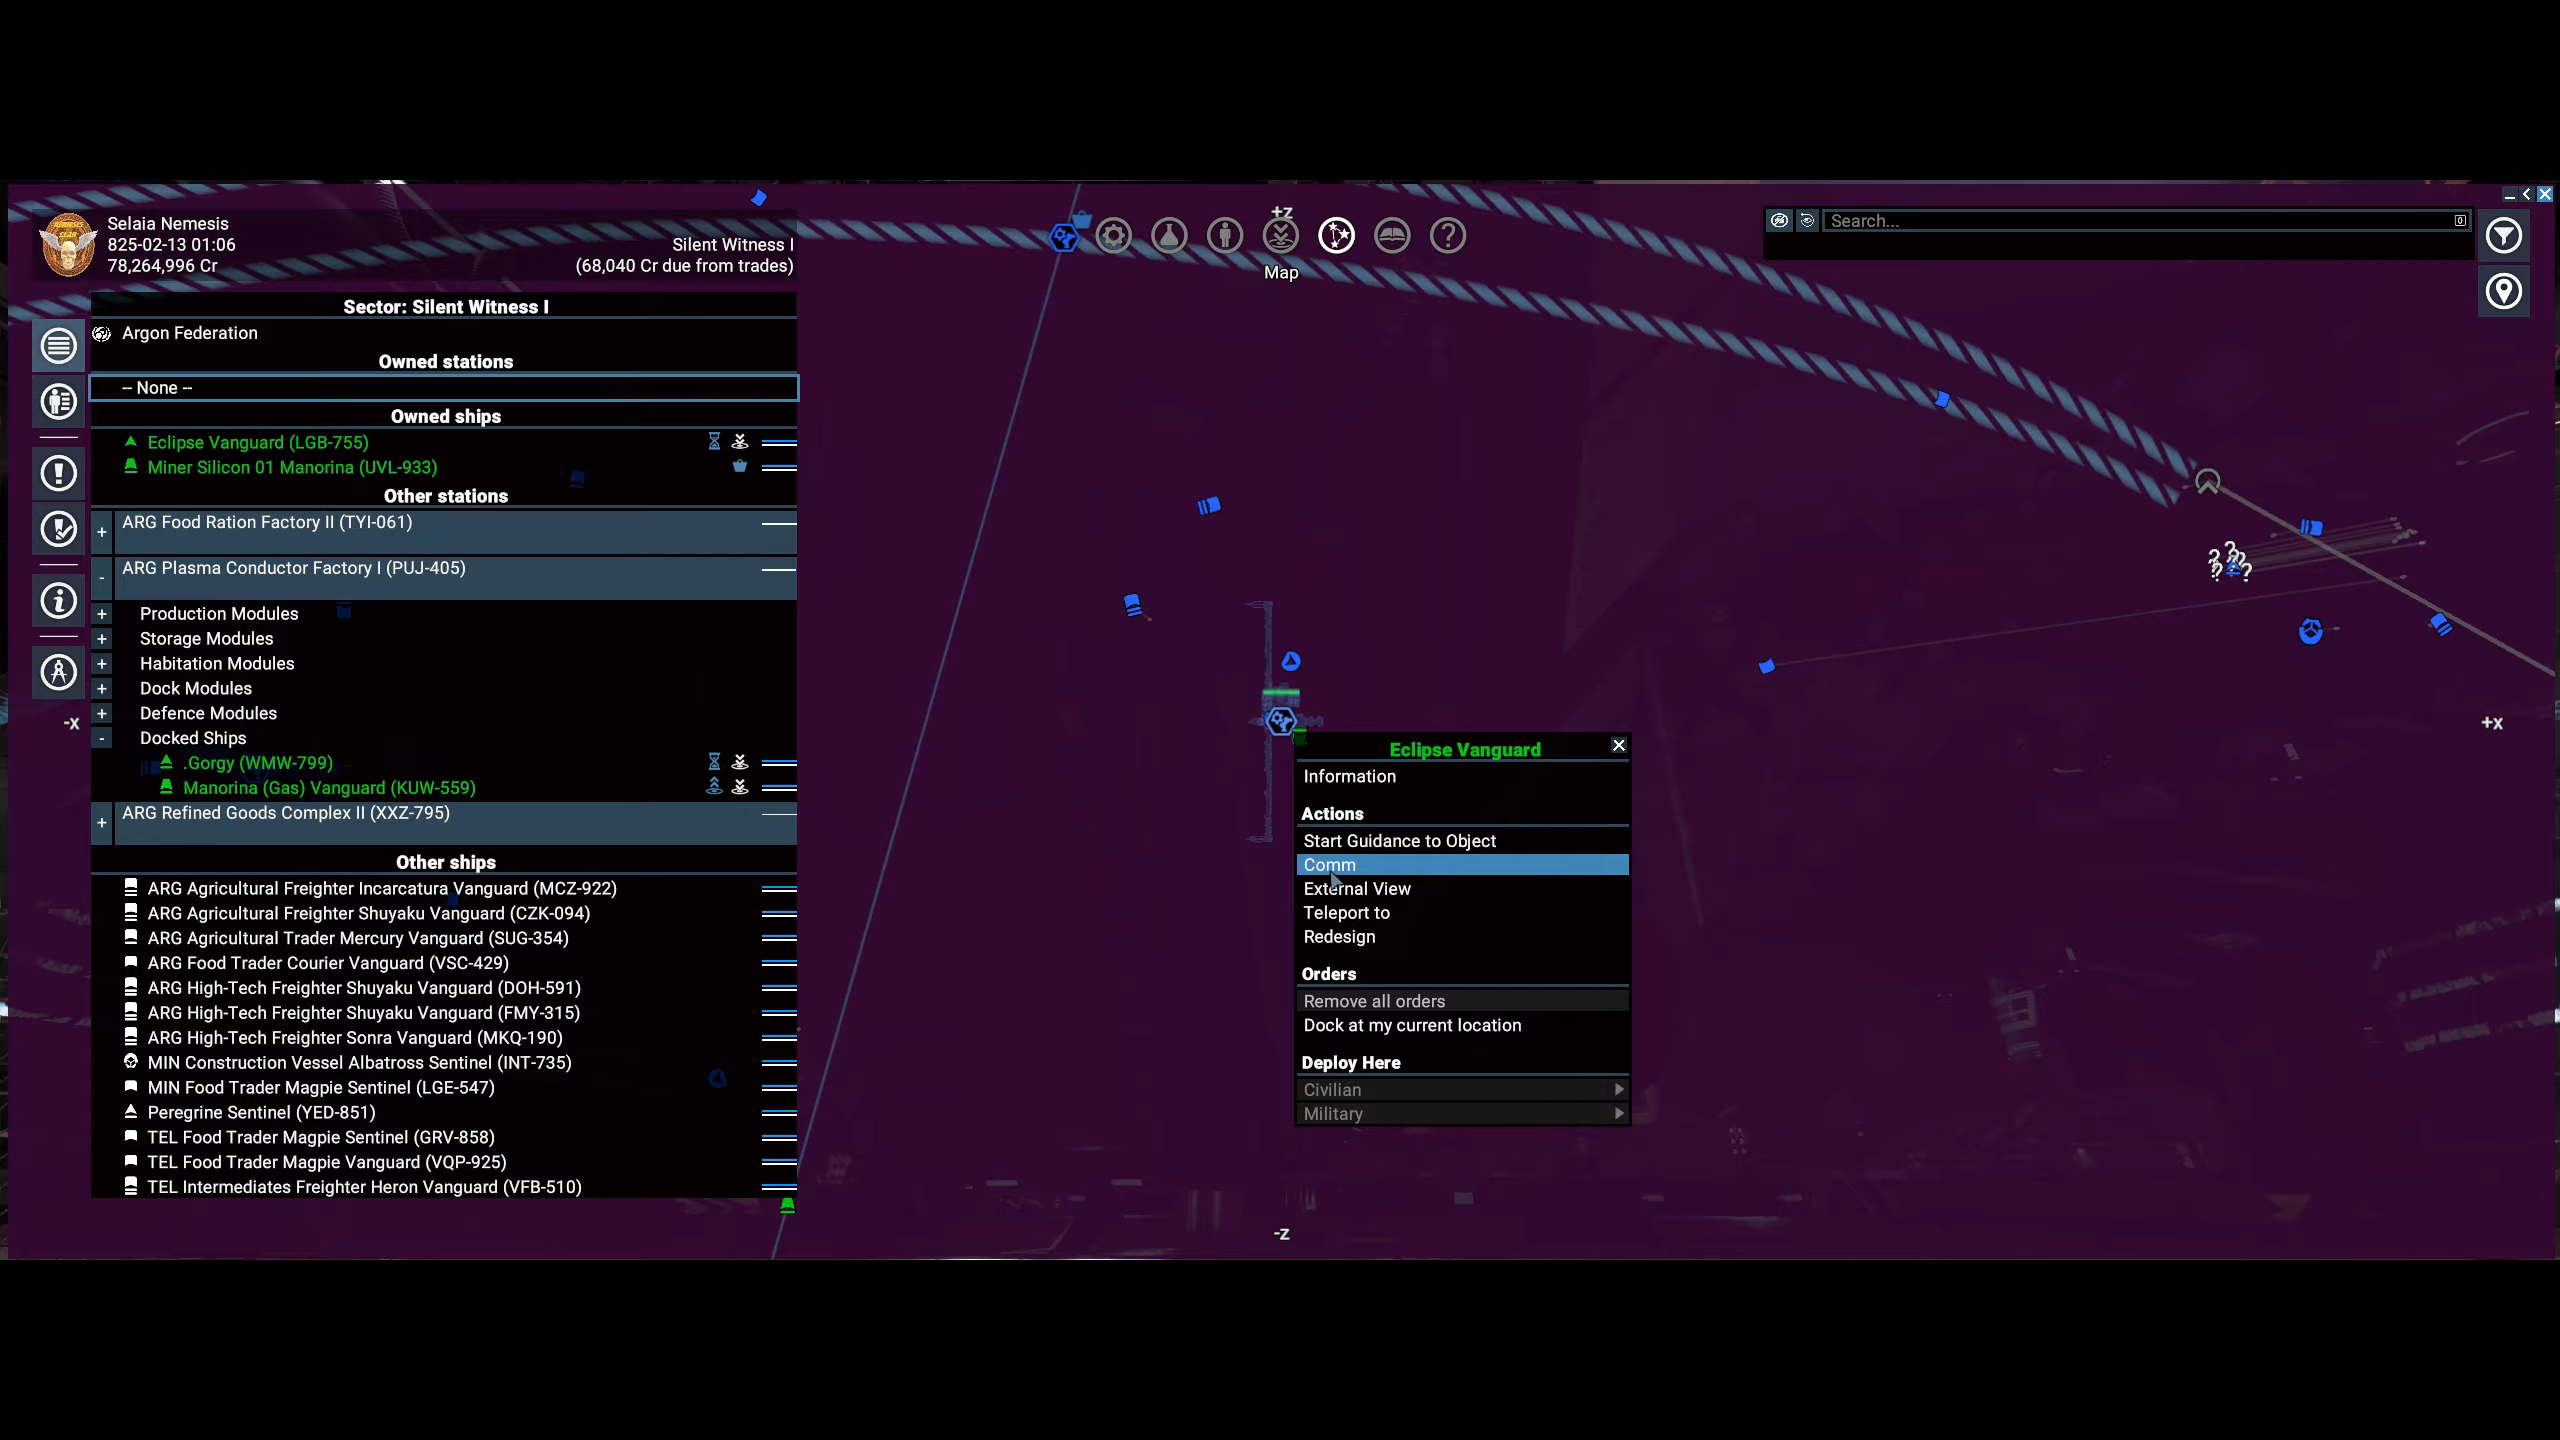 Selaia Nemesis
825-02-13 01:06
78,264,996 Cr
Silent Witness I
(68,040 Cr due from trades)
Sector: Silent Witness I
Argon Federation
Owned stations
-- None --
Owned ships
Eclipse Vanguard (LGB-755)
Miner Silicon 01 Manorina (UVL-933)
Other stations
+ ARG Food Ration Factory II (TYI-061)
- ARG Plasma Conductor Factory I (PUJ-405)
+ Production Modules
+ Storage Modules
+ Habitation Modules
+ Dock Modules
+ Defence Modules
- Docked Ships
.Gorgy (WMW-799)
Manorina (Gas) Vanguard (KUW-559)
+ ARG Refined Goods Complex II (XXZ-795)
Other ships
ARG Agricultural Freighter Incarcatura Vanguard (MCZ-922)
ARG Agricultural Freighter Shuyaku Vanguard (CZK-094)
ARG Agricultural Trader Mercury Vanguard (SUG-354)
ARG Food Trader Courier Vanguard (VSC-429)
ARG High-Tech Freighter Shuyaku Vanguard (DOH-591)
ARG High-Tech Freighter Shuyaku Vanguard (FMY-315)
ARG High-Tech Freighter Sonra Vanguard (MKQ-190)
MIN Construction Vessel Albatross Sentinel (INT-735)
MIN Food Trader Magpie Sentinel (LGE-547)
Peregrine Sentinel (YED-851)
TEL Food Trader Magpie Sentinel (GRV-858)
TEL Food Trader Magpie Vanguard (VQP-925)
TEL Intermediates Freighter Heron Vanguard (VFB-510)
+Z
Map
Search...
-X
+X
-Z
? ? ? ? ?
Eclipse Vanguard
Information
Actions
Start Guidance to Object
Comm
External View
Teleport to
Redesign
Orders
Remove all orders
Dock at my current location
Deploy Here
Civilian
Military